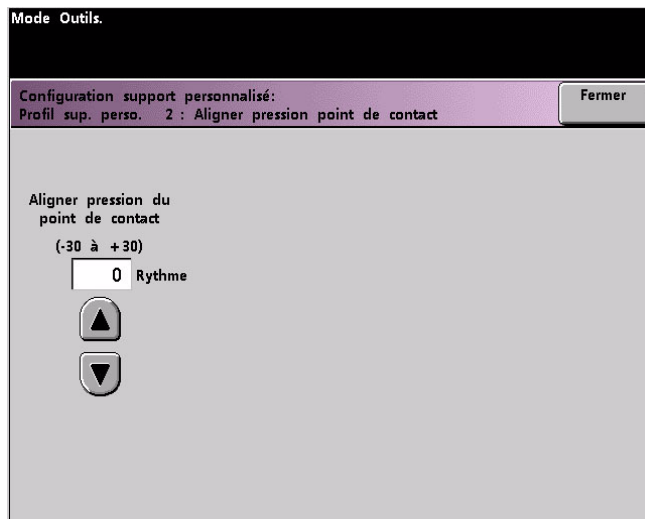 Mode Outils.
Configuration support personnalisé:
Profil sup. perso. 2 : Aligner pression point de contact
Fermer
Aligner pression du
point de contact
(-30 à +30)
0 Rythme